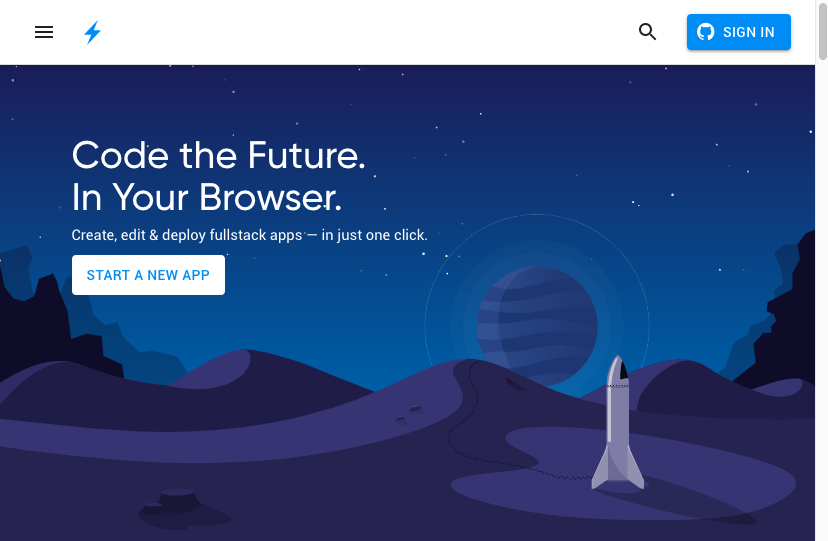 SIGN IN
Code the Future.
In Your Browser.
Create, edit & deploy fullstack apps — in just one click.
START A NEW APP